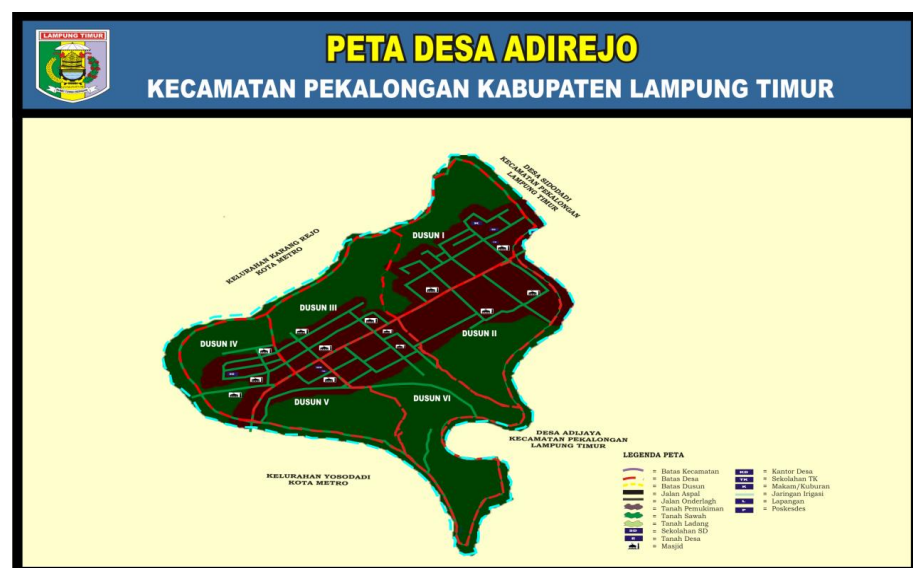 LAMPUNG TIMUR
PETA DESA ADIREJO
KECAMATAN PEKALONGAN KABUPATEN LAMPUNG TIMUR
DESA SIDODADI
KECAMATAN PEKALONGAN
LAMPUNG TIMUR
DUSUN I
KELURAHAN KARANG REJO
KOTA METRO
DUSUN III
DUSUN II
DUSUN IV
DUSUN V
DUSUN VI
DESA ADIJAYA
KECAMATAN PEKALONGAN
LAMPUNG TIMUR
KELURAHAN YOSODADI
KOTA METRO
LEGENDA PETA
= Batas Kecamatan
= Batas Desa
= Batas Dusun
= Jalan Aspal
= Jalan Onderlagh
= Tanah Pemukiman
= Tanah Sawah
= Tanah Ladang
SD = Sekolahan SD
= Tanah Desa
= Masjid
= Kantor Desa
TK = Sekolahan TK
K = Makam/Kuburan
= Jaringan Irigasi
L = Lapangan
P = Poskesdes